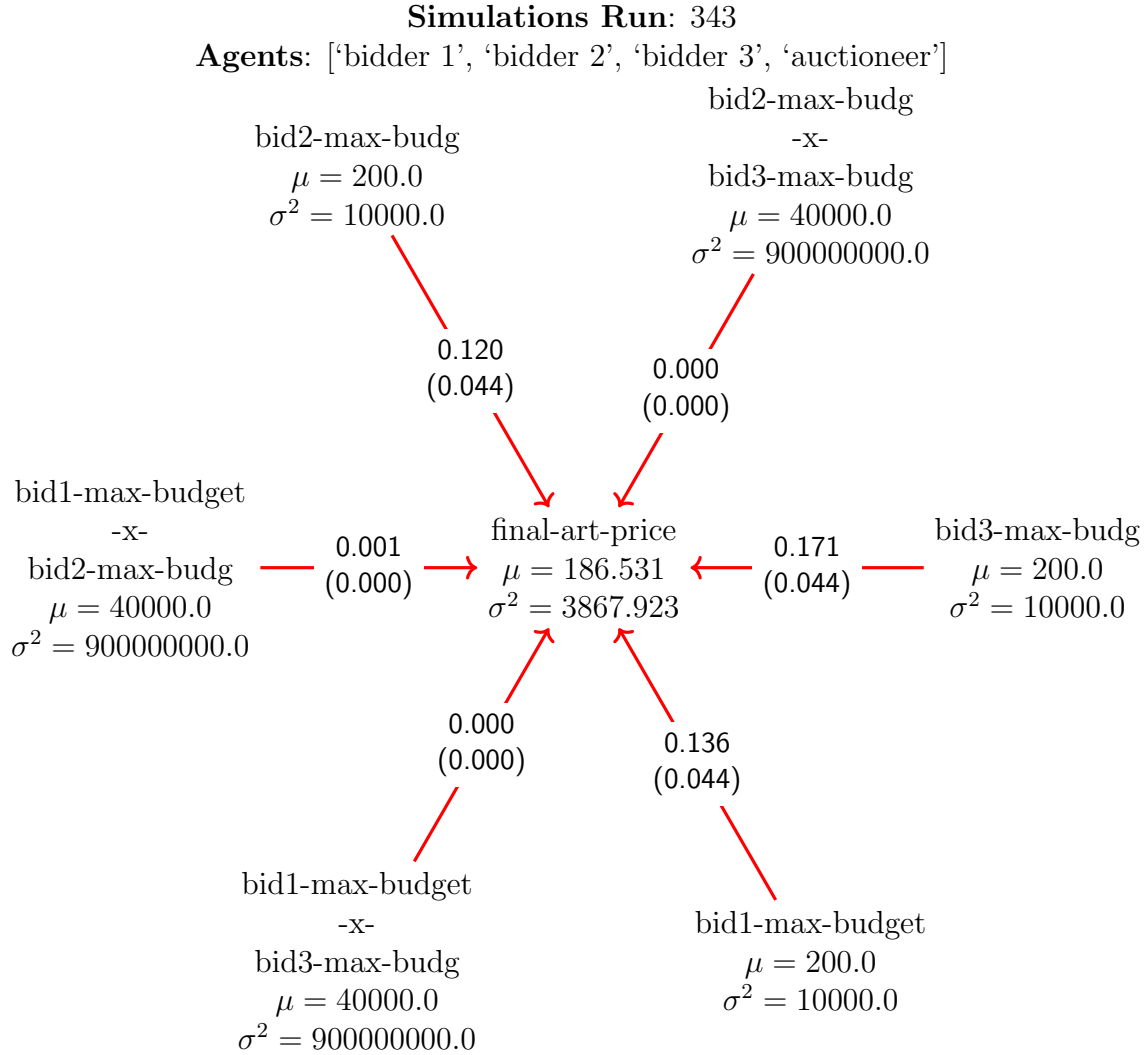 Simulations Run: 343
Agents: [‘bidder 1’, ‘bidder 2’, ‘bidder 3’, ‘auctioneer’]
bid2-max-budg
μ = 200.0
σ² = 10000.0
bid2-max-budg
-x-
bid3-max-budg
μ = 40000.0
σ² = 900000000.0
0.120
(0.044)
0.000
(0.000)
bid1-max-budget
-x-
bid2-max-budg
μ = 40000.0
σ² = 900000000.0
0.001
(0.000)
final-art-price
μ = 186.531
σ² = 3867.923
0.171
(0.044)
bid3-max-budg
μ = 200.0
σ² = 10000.0
0.000
(0.000)
0.136
(0.044)
bid1-max-budget
-x-
bid3-max-budg
μ = 40000.0
σ² = 900000000.0
bid1-max-budget
μ = 200.0
σ² = 10000.0